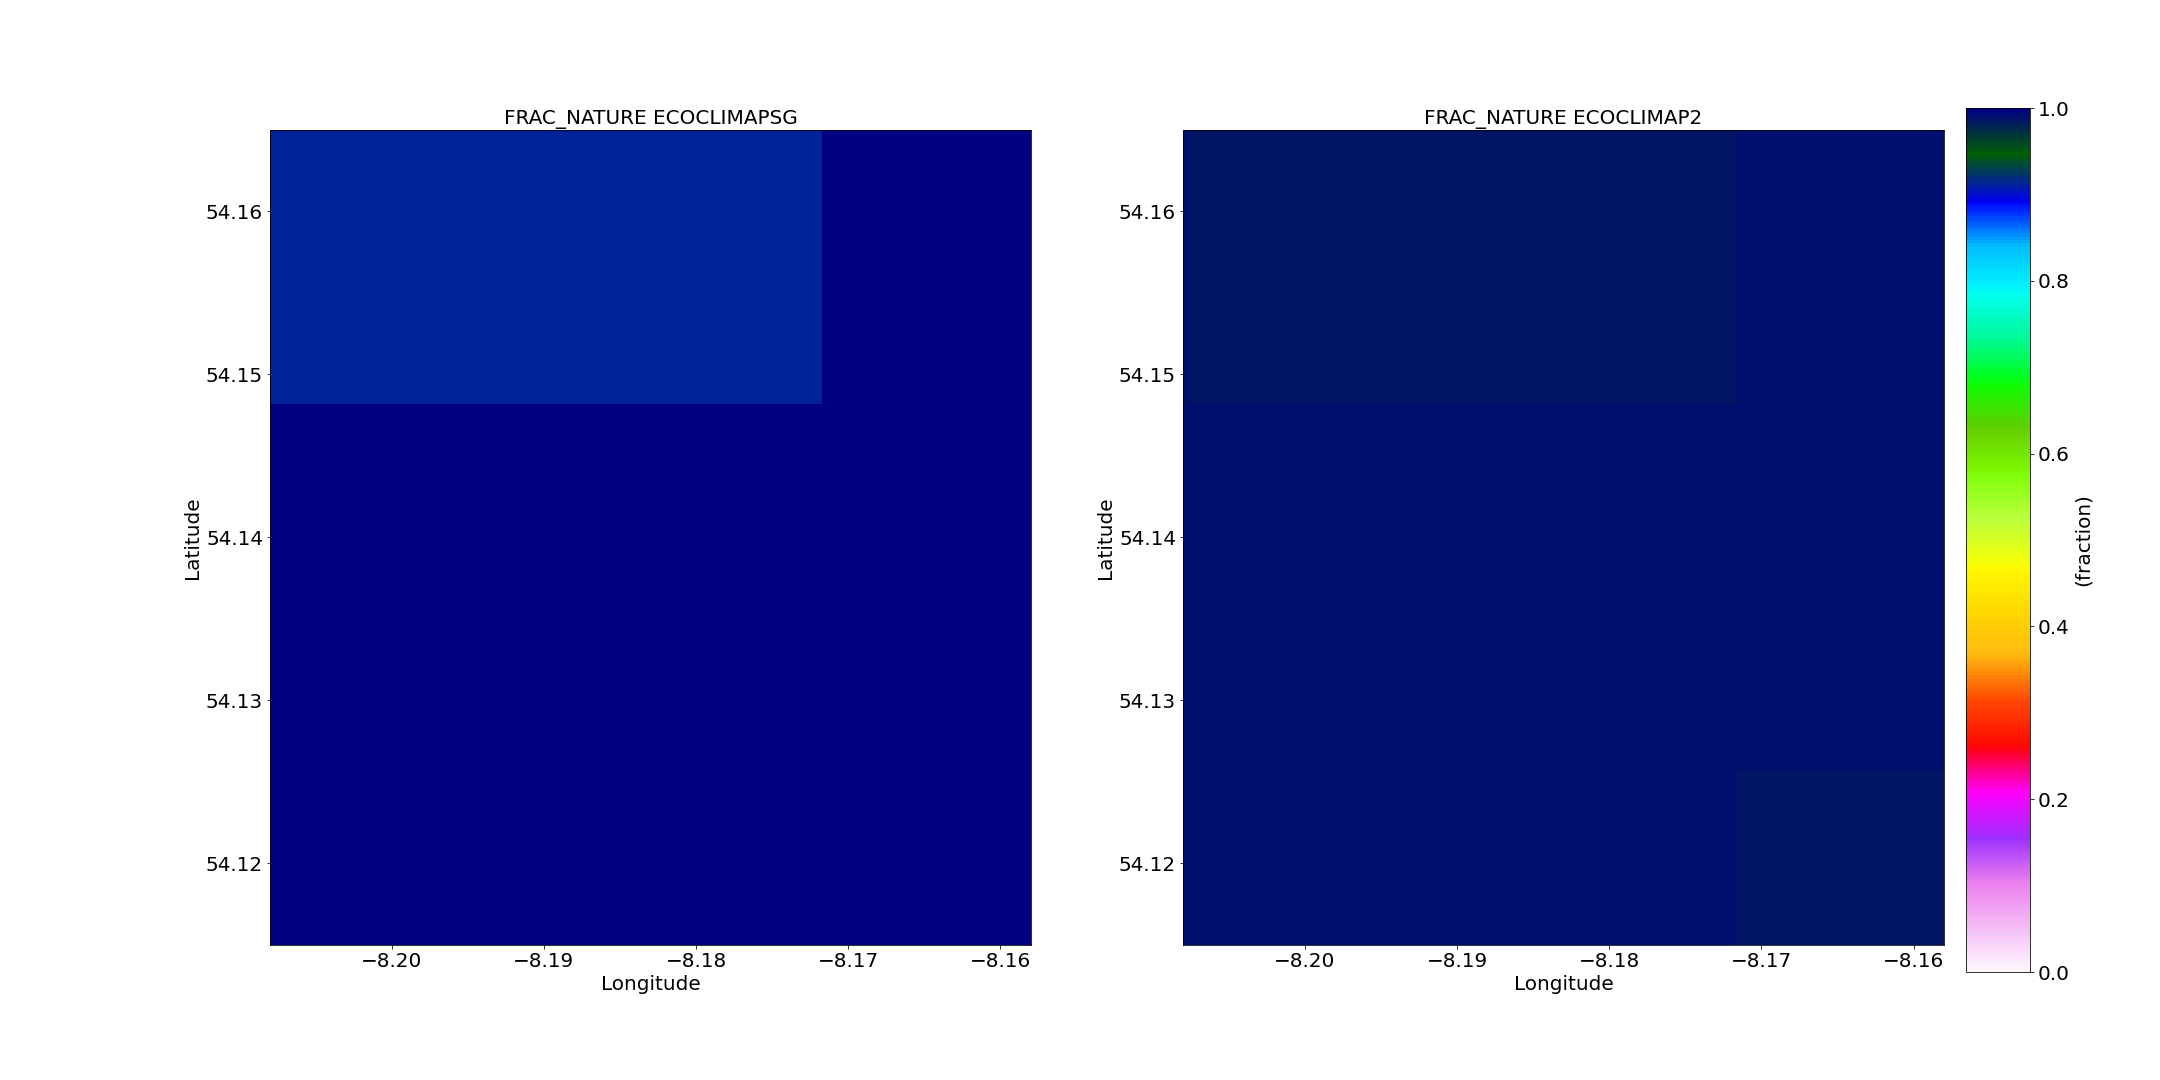 FRAC_NATURE ECOCLIMAPSG
54.16
54.15
54.14
54.13
54.12
Latitude
−8.20 −8.19 −8.18 −8.17 −8.16
Longitude
FRAC_NATURE ECOCLIMAP2
54.16
54.15
54.14
54.13
54.12
Latitude
−8.20 −8.19 −8.18 −8.17 −8.16
Longitude
1.0
0.8
0.6
0.4
0.2
0.0
(fraction)